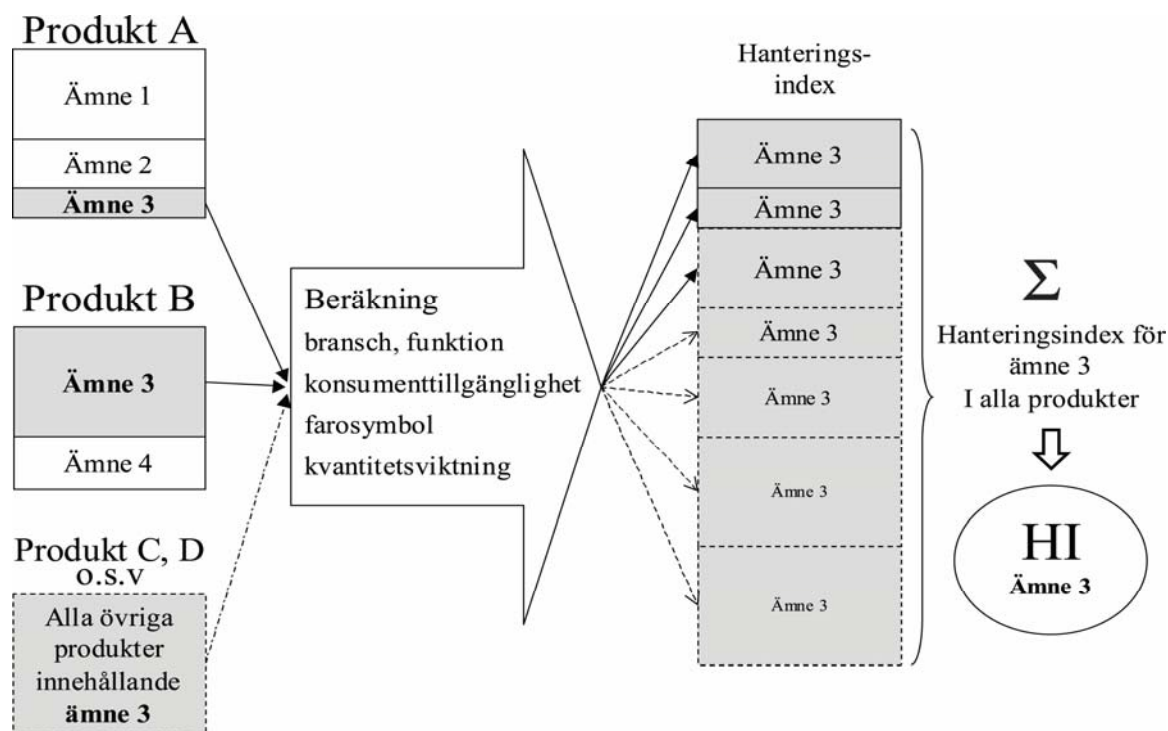 Produkt A
Ämne 1
Ämne 2
Ämne 3
Produkt B
Ämne 3
Ämne 4
Produkt C, D
o.s.v
Alla övriga
produkter
innehållande
ämne 3
Beräkning
bransch, funktion
konsumenttillgänglighet
farosymbol
kvantitetsviktning
Hanterings-
index
Ämne 3
Ämne 3
Ämne 3
Ämne 3
Ämne 3
Ämne 3
Ämne 3
Σ
Hanteringsindex för
ämne 3
I alla produkter
HI
Ämne 3